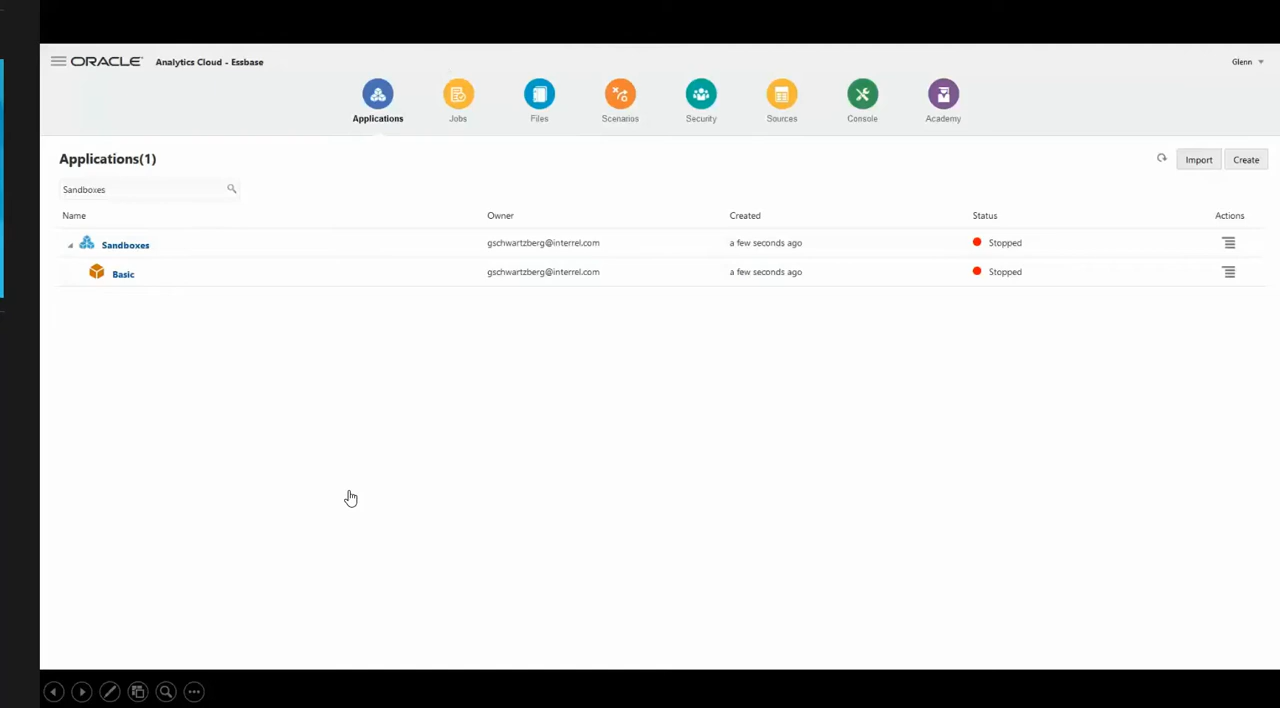 ORACLE Analytics Cloud - Essbase
Glenn
Applications Jobs Files Scenarios Security Sources Console Academy
Applications(1)
Import Create
Sandboxes
Name Owner Created Status Actions
Sandboxes gschwartzberg@interrel.com a few seconds ago Stopped
Basic gschwartzberg@interrel.com a few seconds ago Stopped